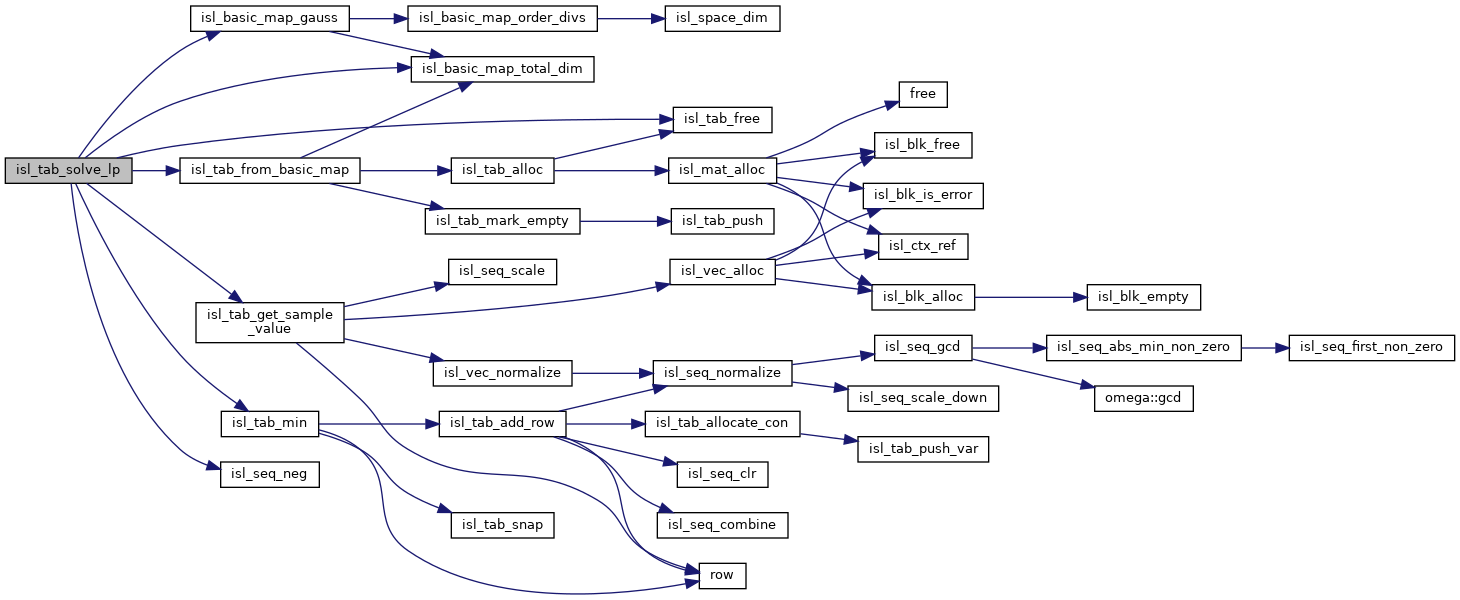 isl_basic_map_gauss
isl_basic_map_order_divs
isl_space_dim
isl_basic_map_total_dim
free
isl_tab_free
isl_blk_free
isl_tab_solve_lp
isl_tab_from_basic_map
isl_tab_alloc
isl_mat_alloc
isl_blk_is_error
isl_tab_mark_empty
isl_tab_push
isl_ctx_ref
isl_seq_scale
isl_vec_alloc
isl_blk_alloc
isl_blk_empty
isl_tab_get_sample
_value
isl_seq_gcd
isl_seq_abs_min_non_zero
isl_seq_first_non_zero
isl_vec_normalize
isl_seq_normalize
isl_seq_scale_down
omega::gcd
isl_tab_min
isl_tab_add_row
isl_tab_allocate_con
isl_tab_push_var
isl_seq_neg
isl_seq_clr
isl_tab_snap
isl_seq_combine
row